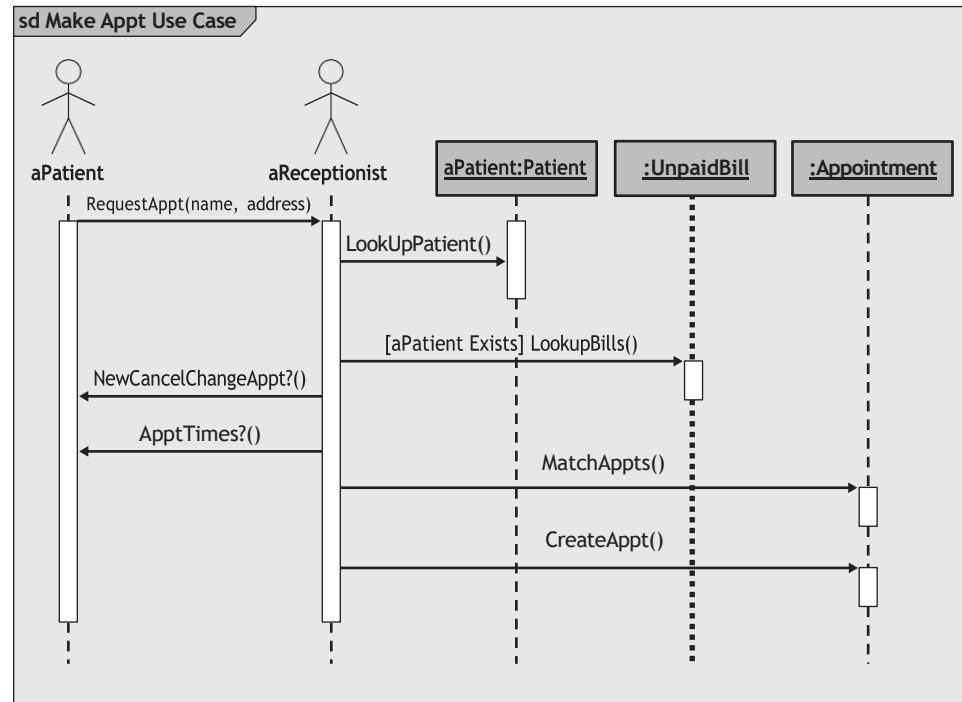 sd Make Appt Use Case
aPatient
aReceptionist
aPatient:Patient
:UnpaidBill
:Appointment
RequestAppt(name, address)
LookUpPatient()
[aPatient Exists] LookupBills()
NewCancelChangeAppt?()
ApptTimes?()
MatchAppts()
CreateAppt()